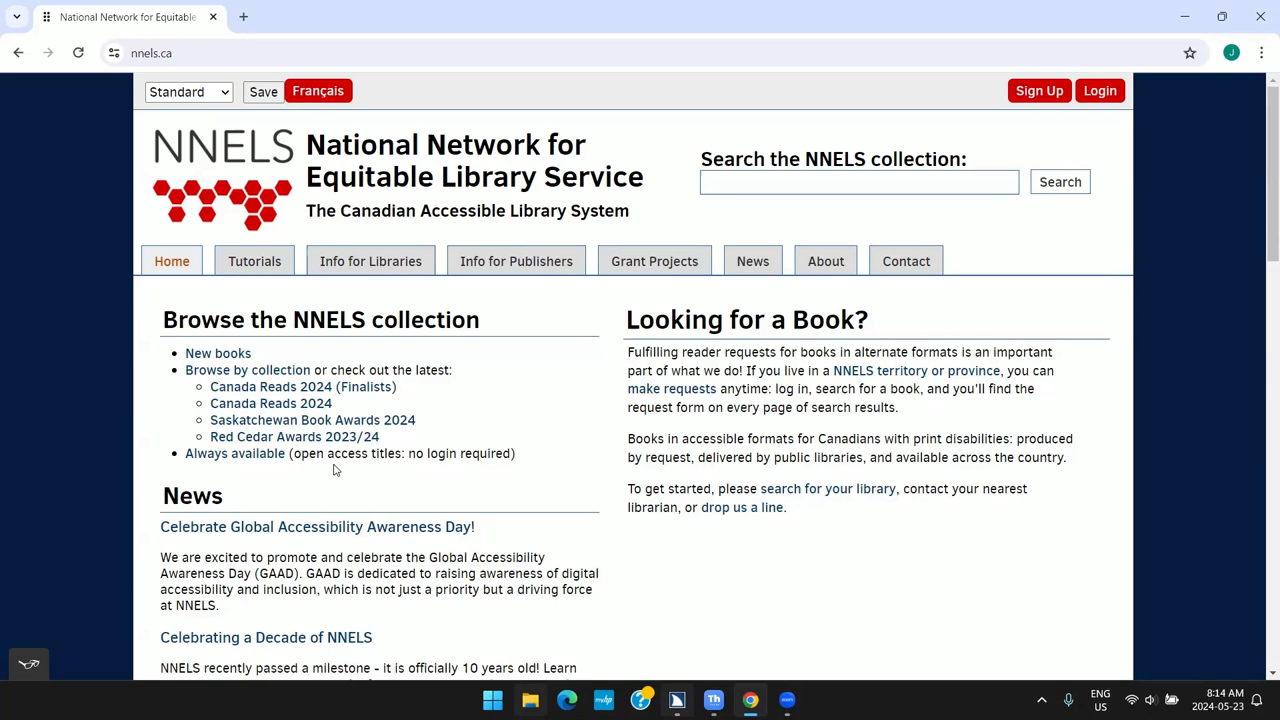 National Network for Equitable
nnels.ca
J
Standard
Save
Français
Sign Up
Login
NNELS
National Network for
Equitable Library Service
The Canadian Accessible Library System
Search the NNELS collection:
Search
Home
Tutorials
Info for Libraries
Info for Publishers
Grant Projects
News
About
Contact
Browse the NNELS collection
New books
Browse by collection or check out the latest:
Canada Reads 2024 (Finalists)
Canada Reads 2024
Saskatchewan Book Awards 2024
Red Cedar Awards 2023/24
Always available (open access titles: no login required)
News
Celebrate Global Accessibility Awareness Day!
We are excited to promote and celebrate the Global Accessibility
Awareness Day (GAAD). GAAD is dedicated to raising awareness of digital
accessibility and inclusion, which is not just a priority but a driving force
at NNELS.
Celebrating a Decade of NNELS
NNELS recently passed a milestone - it is officially 10 years old! Learn
Looking for a Book?
Fulfilling reader requests for books in alternate formats is an important
part of what we do! If you live in a NNELS territory or province, you can
make requests anytime: log in, search for a book, and you'll find the
request form on every page of search results.
Books in accessible formats for Canadians with print disabilities: produced
by request, delivered by public libraries, and available across the country.
To get started, please search for your library, contact your nearest
librarian, or drop us a line.
Th
zoom
ENG
US
8:14 AM
2024-05-23